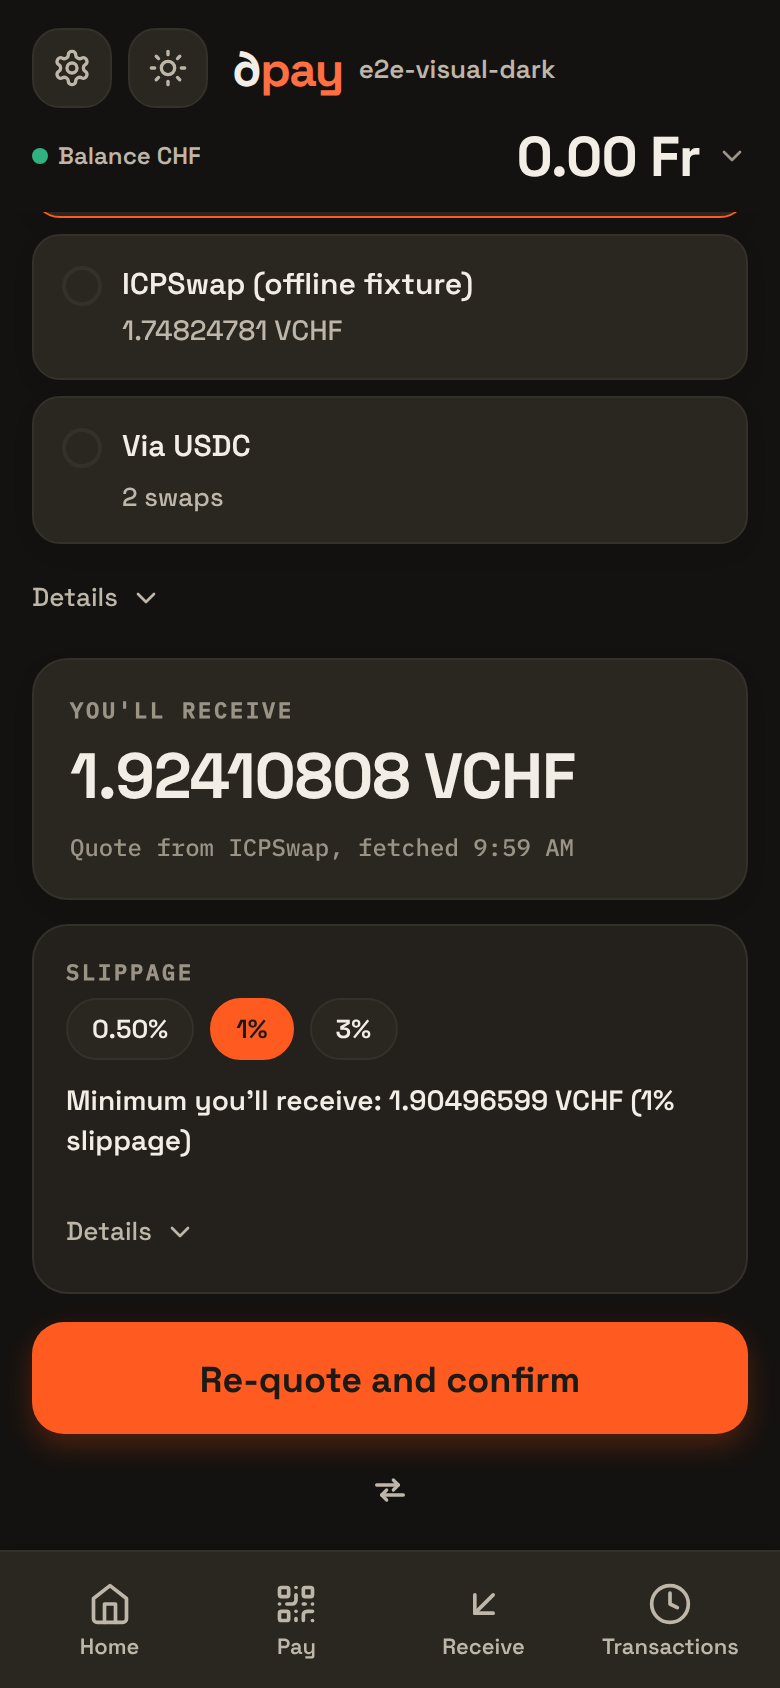 ∂pay e2e-visual-dark
Balance CHF
0.00 Fr
ICPSwap (offline fixture)
1.74824781 VCHF
Via USDC
2 swaps
Details
YOU'LL RECEIVE
1.92410808 VCHF
Quote from ICPSwap, fetched 9:59 AM
SLIPPAGE
0.50% 1% 3%
Minimum you’ll receive: 1.90496599 VCHF (1%
slippage)
Details
Re-quote and confirm
Home Pay Receive Transactions